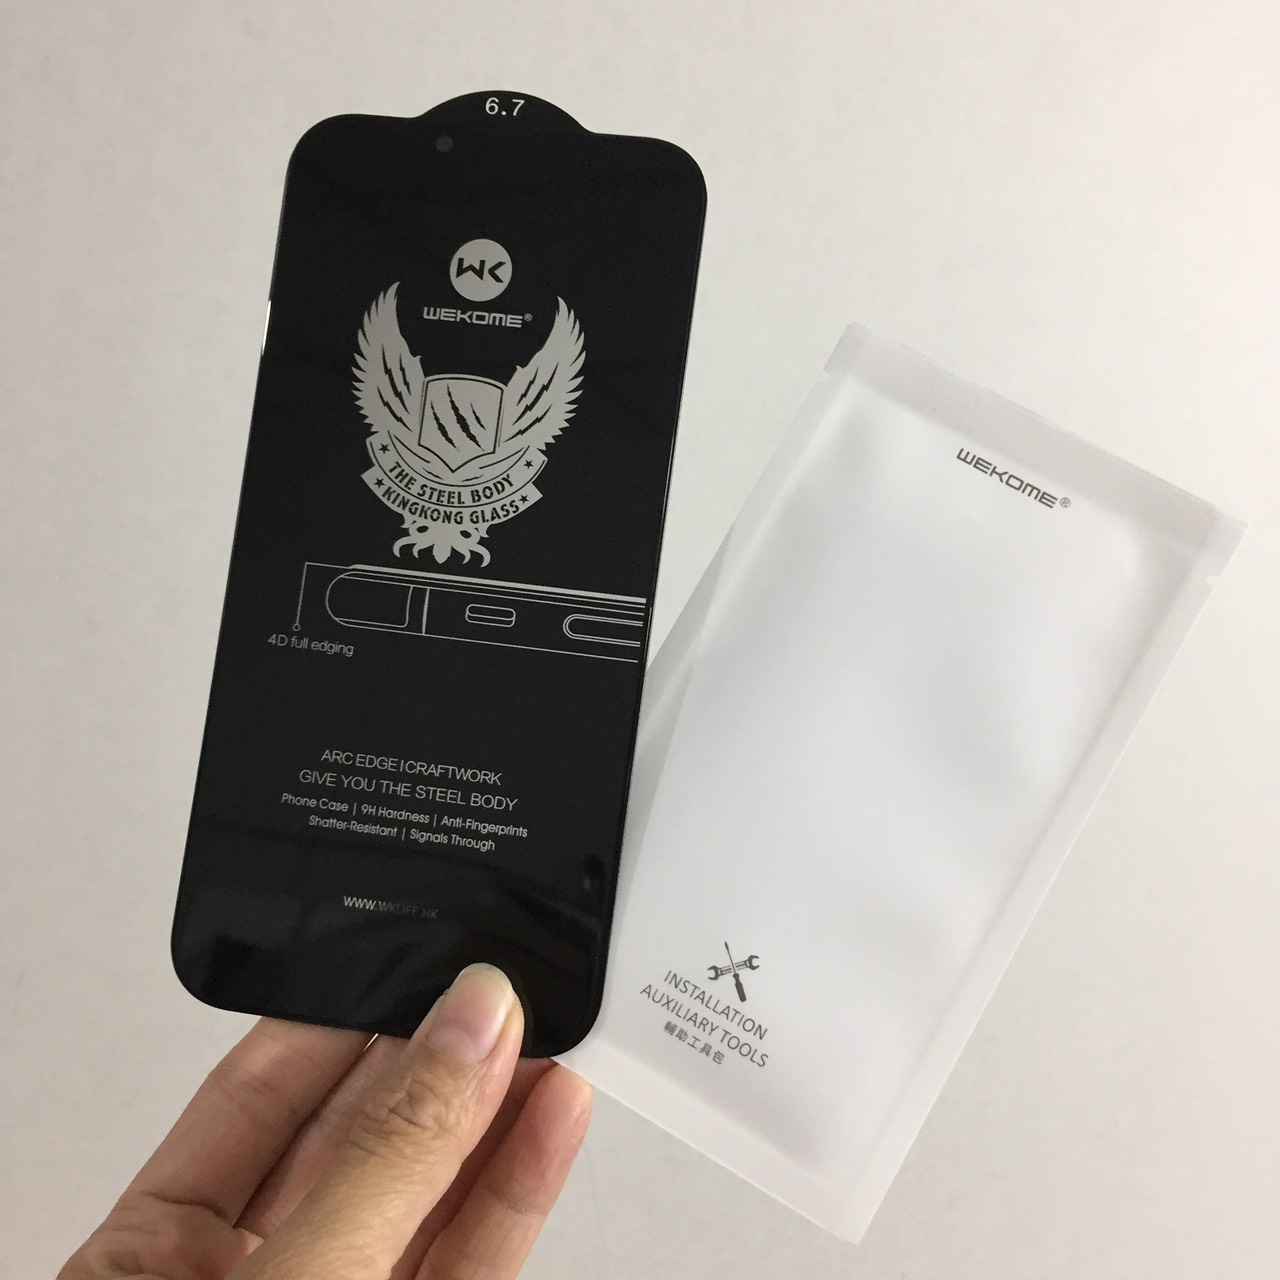 6.7
WK
WEKOME®
THE STEEL BODY
KINGKONG GLASS
4D full edging
ARC EDGE | CRAFTWORK
GIVE YOU THE STEEL BODY
Phone Case | 9H Hardness | Anti-Fingerprints
Shatter-Resistant | Signals Through
WWW.WKLIFE.HK
WEKOME®
INSTALLATION
AUXILIARY TOOLS
輔助工具包